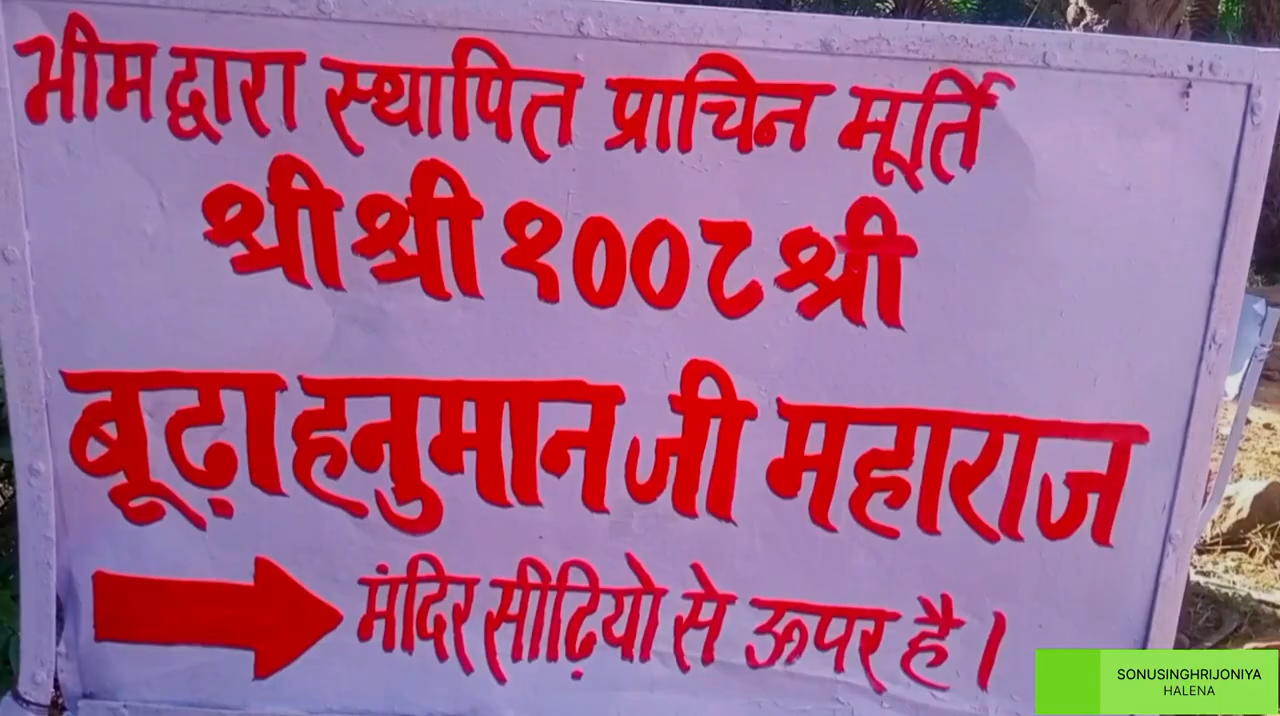 भीम द्वारा स्थापित प्राचिन मूर्ति
श्री श्री १००८ श्री
बूढ़ा हनुमान जी महाराज
मंदिर सीढ़ियो से ऊपर है।
SONUSINGHRIJONIYA
HALENA